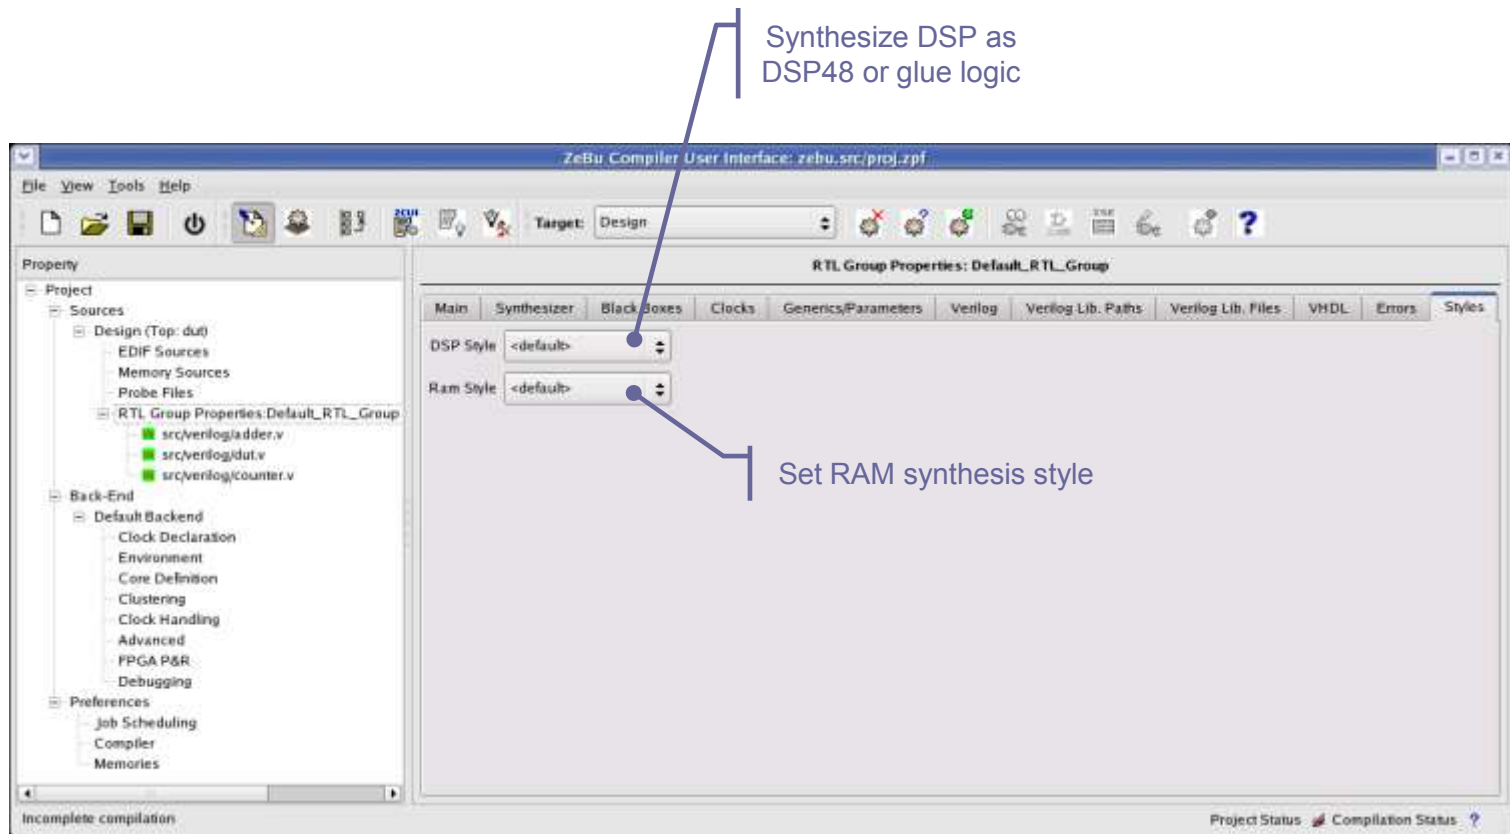 Synthesize DSP as
DSP48 or glue logic
ZeBu Compiler User Interface: zebu.src/proj.zpf
File View Tools Help
ZCUI
Target: Design
?
Property
RTL Group Properties: Default_RTL_Group
Project
Sources
Design (Top: dut)
EDIF Sources
Memory Sources
Probe Files
RTL Group Properties:Default_RTL_Group
src/verilog/adder.v
src/verilog/dut.v
src/verilog/counter.v
Back-End
Default Backend
Clock Declaration
Environment
Core Definition
Clustering
Clock Handling
Advanced
FPGA P&R
Debugging
Preferences
Job Scheduling
Compiler
Memories
Main Synthesizer Black Boxes Clocks Generics/Parameters Verilog Verilog Lib. Paths Verilog Lib. Files VHDL Errors Styles
DSP Style <default>
Ram Style <default>
Set RAM synthesis style
Incomplete compilation
Project Status Compilation Status ?